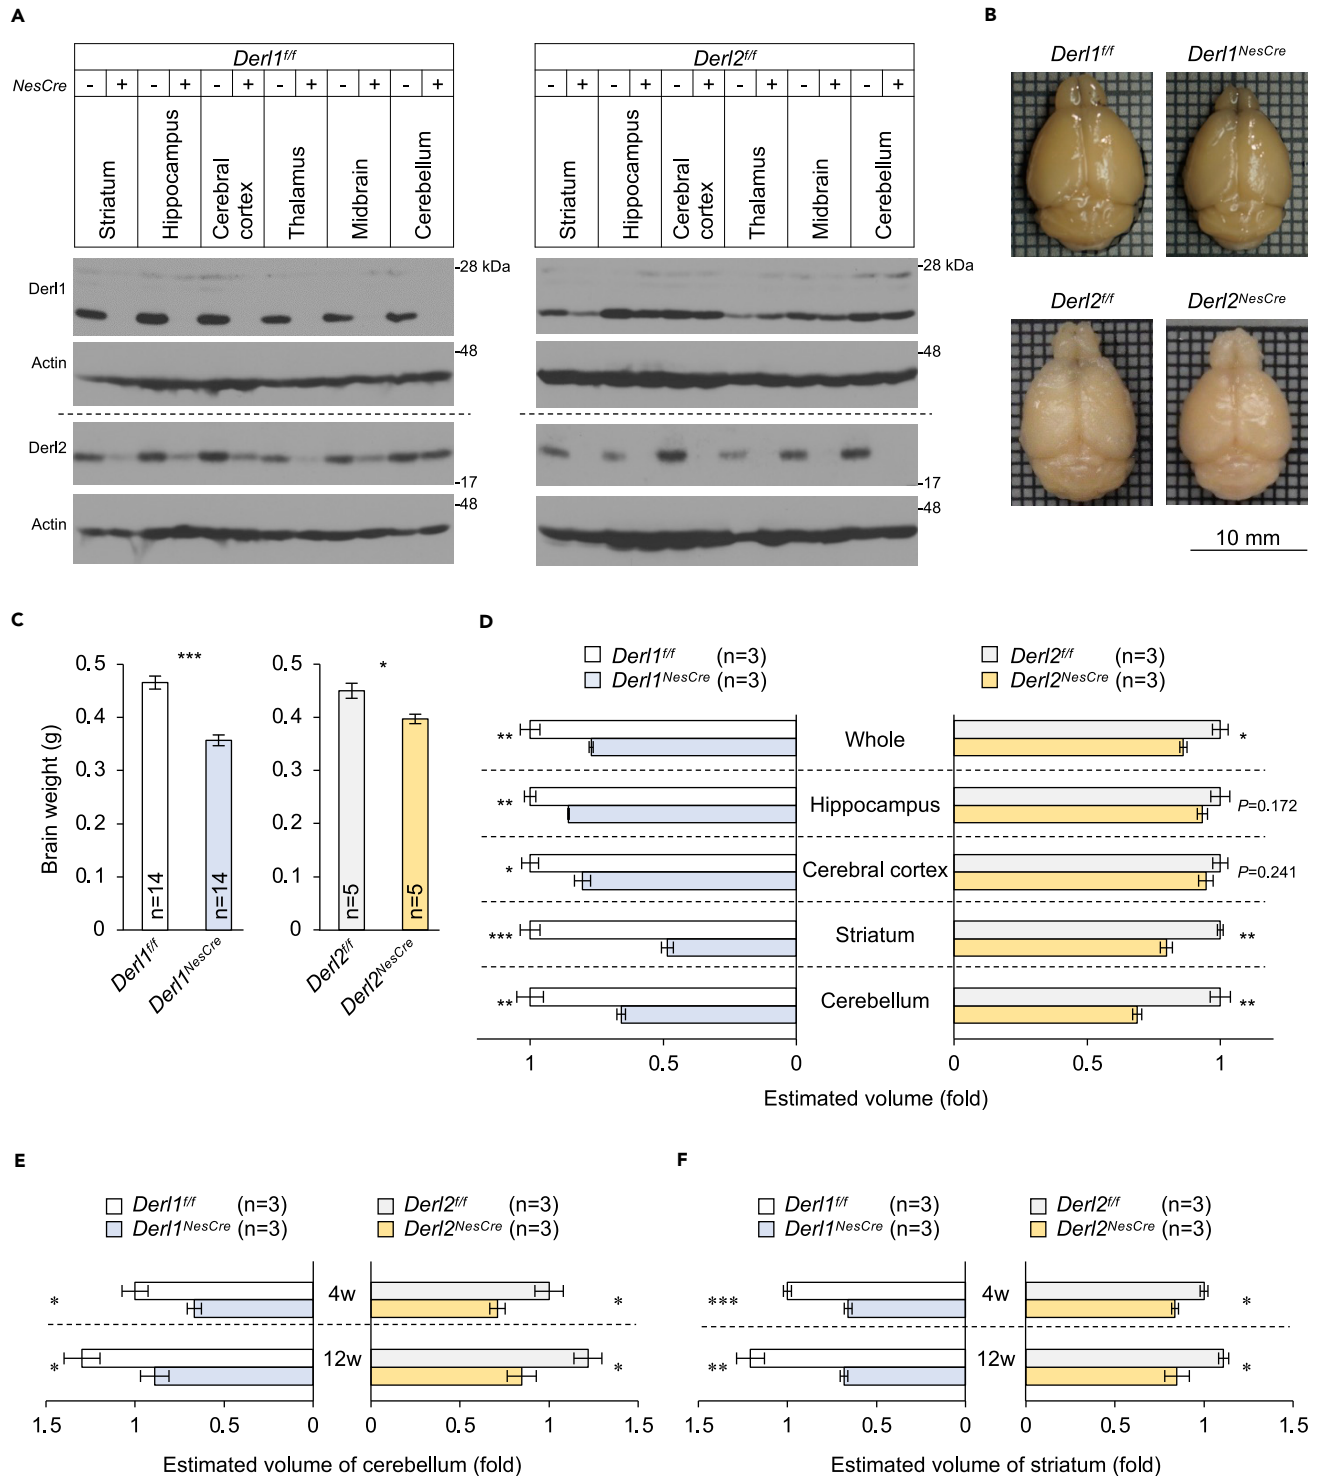 A
Derl1f/f
NesCre - + - + - + - + - + - +
Striatum
Hippocampus
Cerebral
cortex
Thalamus
Midbrain
Cerebellum
Derl1
-28 kDa
Actin
-48
Derl2
-17
Actin
-48
Derl2f/f
- + - + - + - + - + - +
Striatum
Hippocampus
Cerebral
cortex
Thalamus
Midbrain
Cerebellum
-28 kDa
-48
-17
-48
B
Derl1f/f Derl1NesCre
Derl2f/f Derl2NesCre
10 mm
C
Brain weight (g)
0.5
0.4
0.3
0.2
0.1
0
***
n=14
n=14
Derl1f/f
Derl1NesCre
0.5
0.4
0.3
0.2
0.1
0
*
n=5
n=5
Derl2f/f
Derl2NesCre
D
Derl1f/f (n=3)
Derl1NesCre (n=3)
Derl2f/f (n=3)
Derl2NesCre (n=3)
** Whole *
** Hippocampus P=0.172
* Cerebral cortex P=0.241
*** Striatum **
** Cerebellum **
1 0.5 0 0 0.5 1
Estimated volume (fold)
E
Derl1f/f (n=3)
Derl1NesCre (n=3)
Derl2f/f (n=3)
Derl2NesCre (n=3)
* 4w *
* 12w *
1.5 1 0.5 0 0 0.5 1 1.5
Estimated volume of cerebellum (fold)
F
Derl1f/f (n=3)
Derl1NesCre (n=3)
Derl2f/f (n=3)
Derl2NesCre (n=3)
*** 4w *
** 12w *
1.5 1 0.5 0 0 0.5 1 1.5
Estimated volume of striatum (fold)